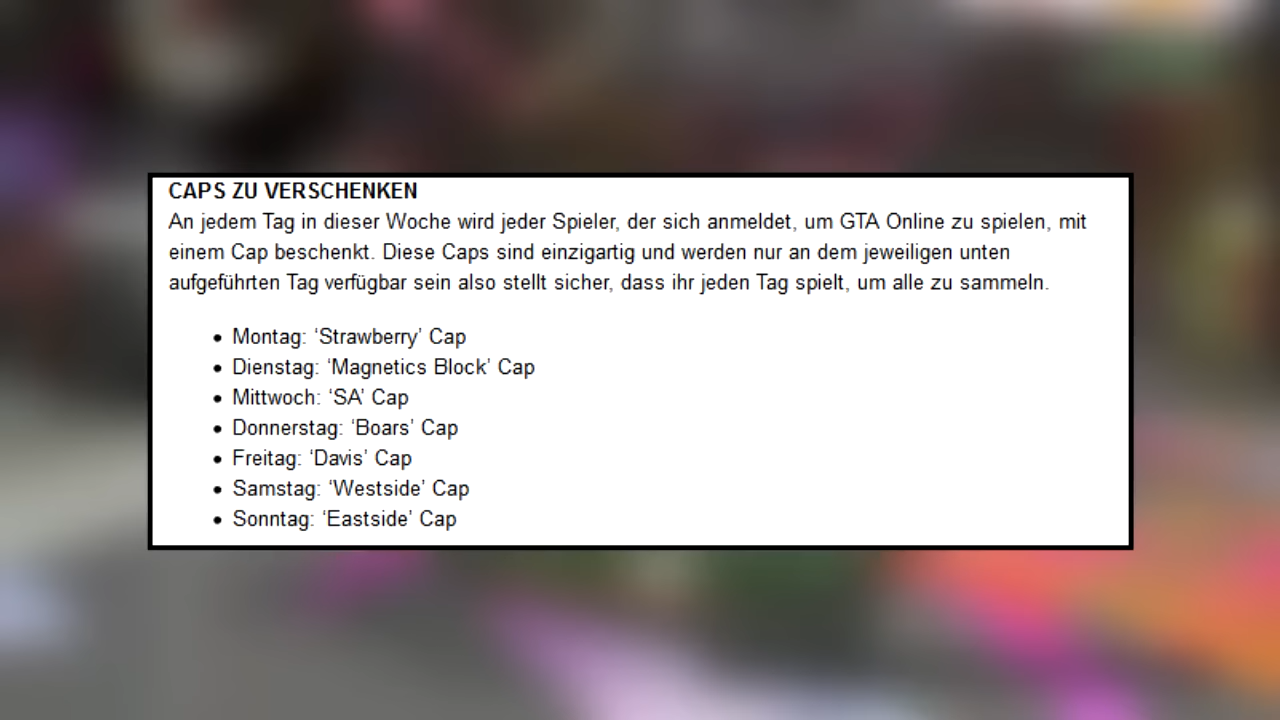 CAPS ZU VERSCHENKEN
An jedem Tag in dieser Woche wird jeder Spieler, der sich anmeldet, um GTA Online zu spielen, mit
einem Cap beschenkt. Diese Caps sind einzigartig und werden nur an dem jeweiligen unten
aufgeführten Tag verfügbar sein also stellt sicher, dass ihr jeden Tag spielt, um alle zu sammeln.
• Montag: ‘Strawberry’ Cap
• Dienstag: ‘Magnetics Block’ Cap
• Mittwoch: ‘SA’ Cap
• Donnerstag: ‘Boars’ Cap
• Freitag: ‘Davis’ Cap
• Samstag: ‘Westside’ Cap
• Sonntag: ‘Eastside’ Cap